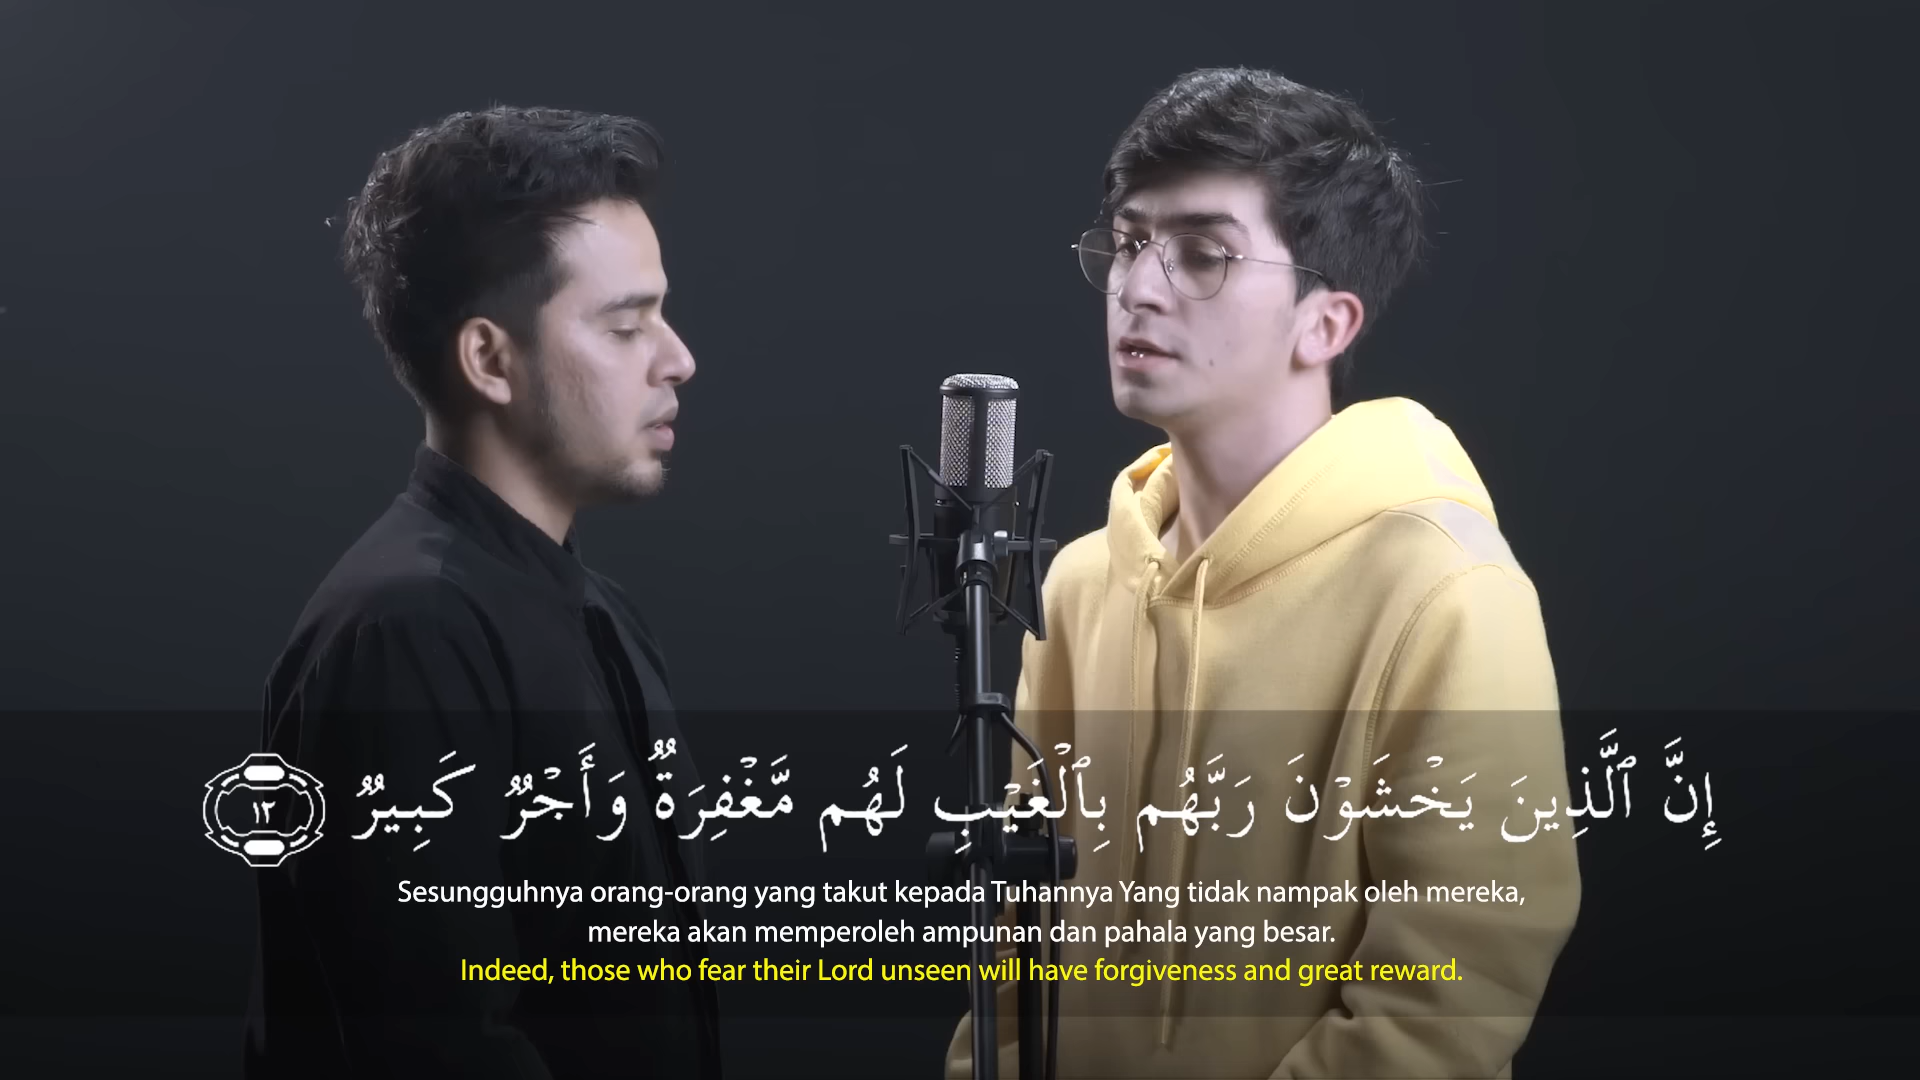 إِنَّ ٱلَّذِينَ يَخْشَوْنَ رَبَّهُم بِٱلْغَيْبِ لَهُم مَّغْفِرَةٌ وَأَجْرٌ كَبِيرٌ ١٢
Sesungguhnya orang-orang yang takut kepada Tuhannya Yang tidak nampak oleh mereka,
mereka akan memperoleh ampunan dan pahala yang besar.
Indeed, those who fear their Lord unseen will have forgiveness and great reward.